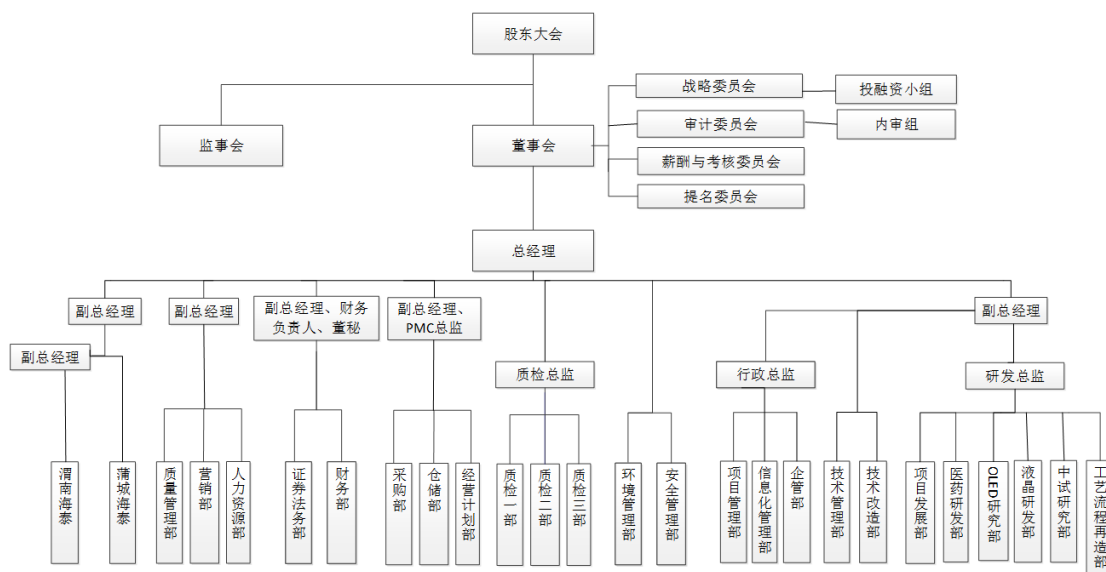 股东大会
战略委员会
投融资小组
监事会
董事会
审计委员会
内审组
薪酬与考核委员会
提名委员会
总经理
副总经理
副总经理
副总经理、财务
负责人、董秘
副总经理、
PMC总监
副总经理
副总经理
质检总监
行政总监
研发总监
渭南海泰
蒲城海泰
质量管理部
营销部
人力资源部
证券法务部
财务部
采购部
仓储部
经营计划部
质检一部
质检二部
质检三部
环境管理部
安全管理部
项目管理部
信息化管理部
企管部
技术管理部
技术改造部
项目发展部
医药研发部
OLED研究部
液晶研发部
中试研究部
工艺流程再造部